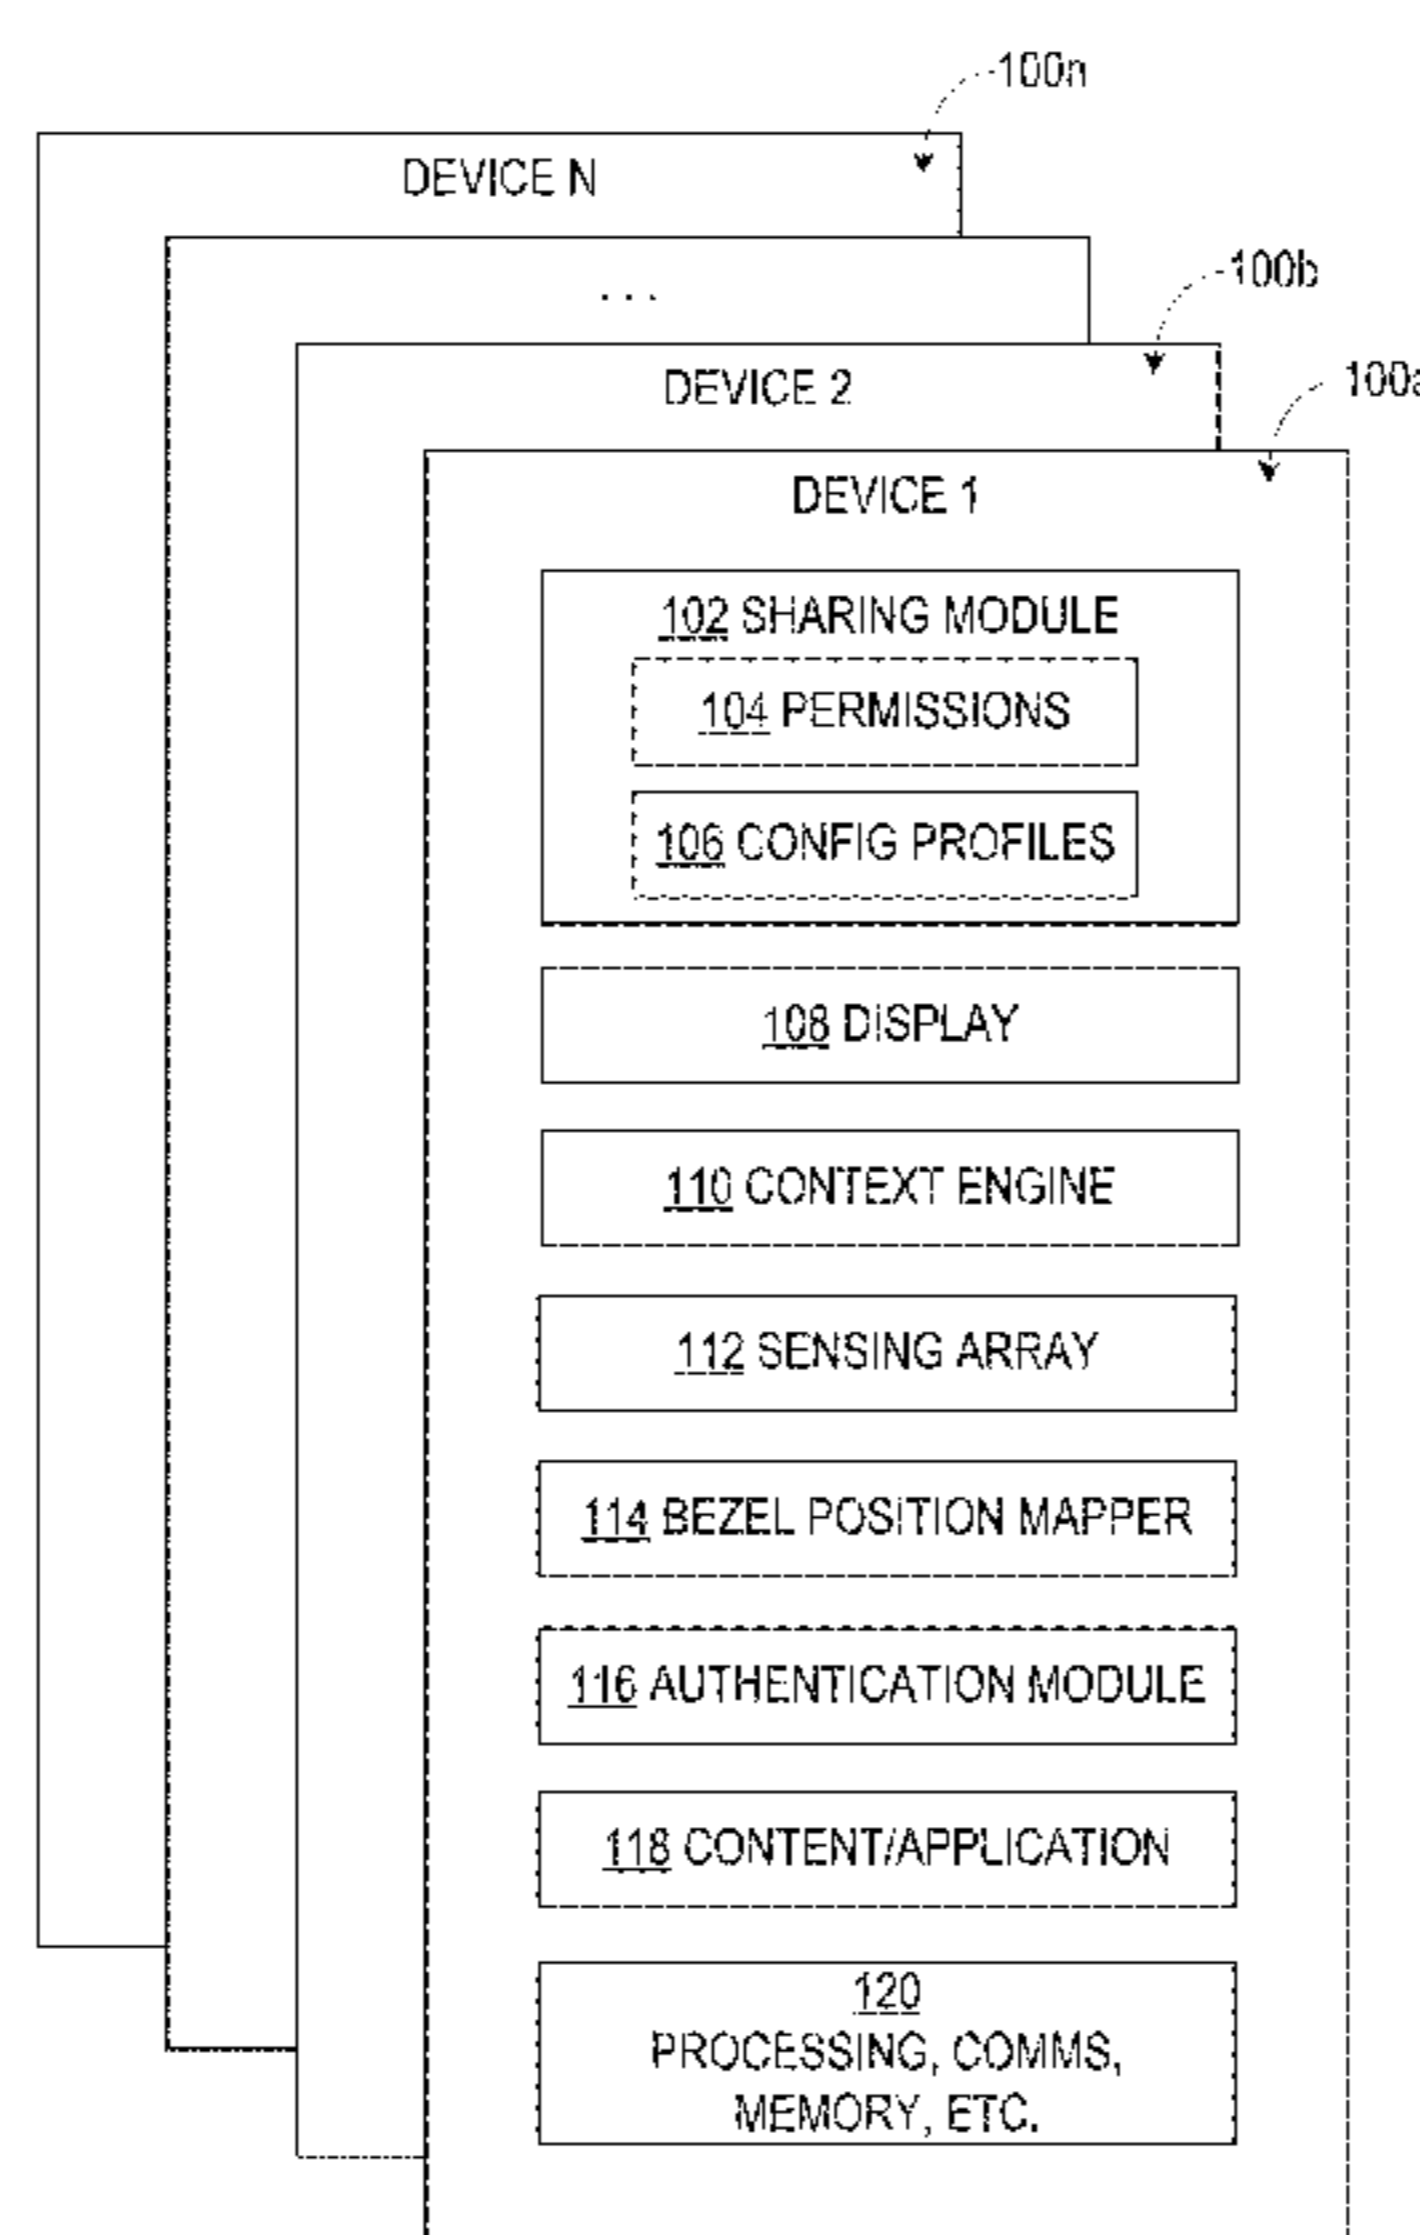 100n
DEVICE N
100b
...
DEVICE 2
100a
DEVICE 1
102 SHARING MODULE
104 PERMISSIONS
106 CONFIG PROFILES
108 DISPLAY
110 CONTEXT ENGINE
112 SENSING ARRAY
114 BEZEL POSITION MAPPER
116 AUTHENTICATION MODULE
118 CONTENT/APPLICATION
120
PROCESSING, COMMS,
MEMORY, ETC.